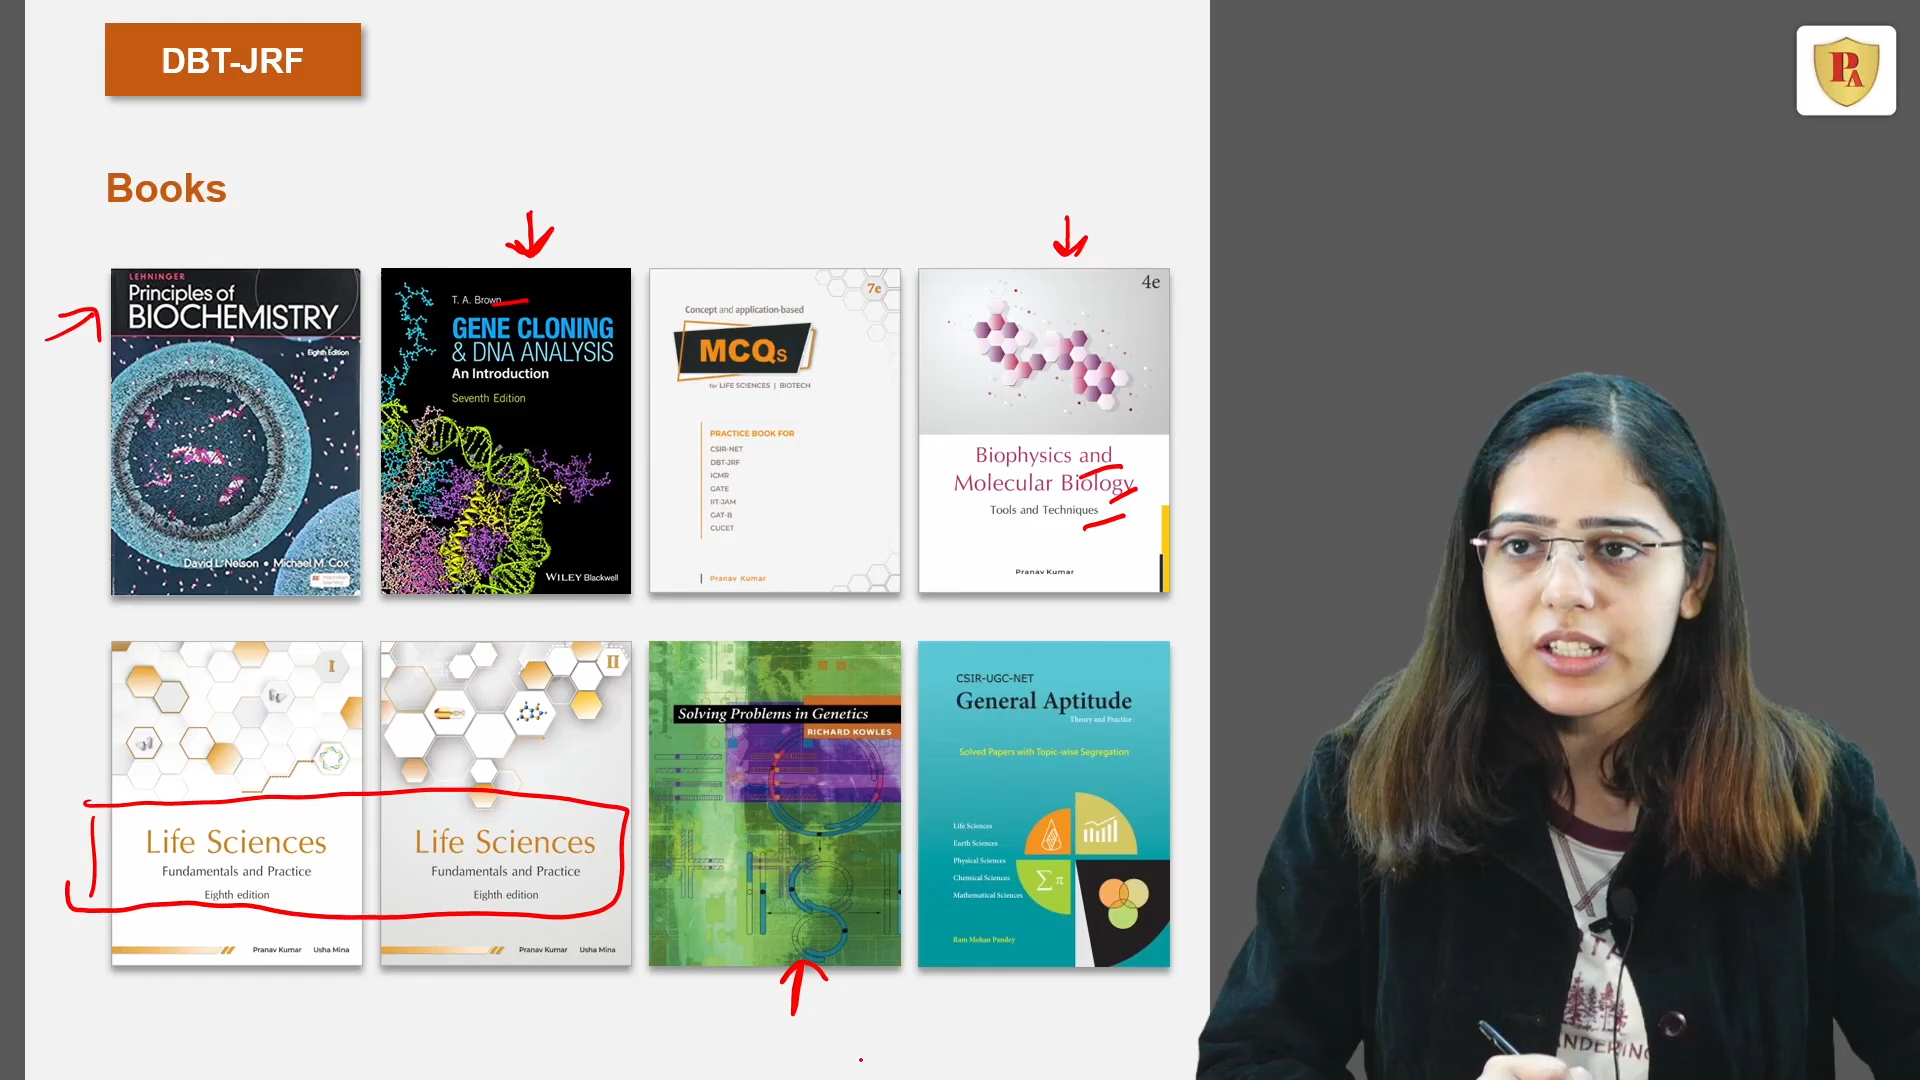 DBT-JRF
PA
Books
LEHNINGER
Principles of
BIOCHEMISTRY
Eighth Edition
David L. Nelson • Michael M. Cox
macmillan
learning
T. A. Brown
GENE CLONING
& DNA ANALYSIS
An Introduction
Seventh Edition
WILEY Blackwell
7e
Concept and application-based
MCQs
for LIFE SCIENCES | BIOTECH
PRACTICE BOOK FOR
CSIR-NET
DBT-JRF
ICMR
GATE
IIT-JAM
GAT-B
CUCET
Pranav Kumar
4e
Biophysics and
Molecular Biology
Tools and Techniques
Pranav Kumar
I
Life Sciences
Fundamentals and Practice
Eighth edition
Pranav Kumar Usha Mina
II
Life Sciences
Fundamentals and Practice
Eighth edition
Pranav Kumar Usha Mina
Solving Problems in Genetics
RICHARD KOWLES
CSIR-UGC-NET
General Aptitude
Theory and Practice
Solved Papers with Topic-wise Segregation
Life Sciences
Earth Sciences
Physical Sciences
Chemical Sciences
Mathematical Sciences
Σ π
Ram Mohan Pandey